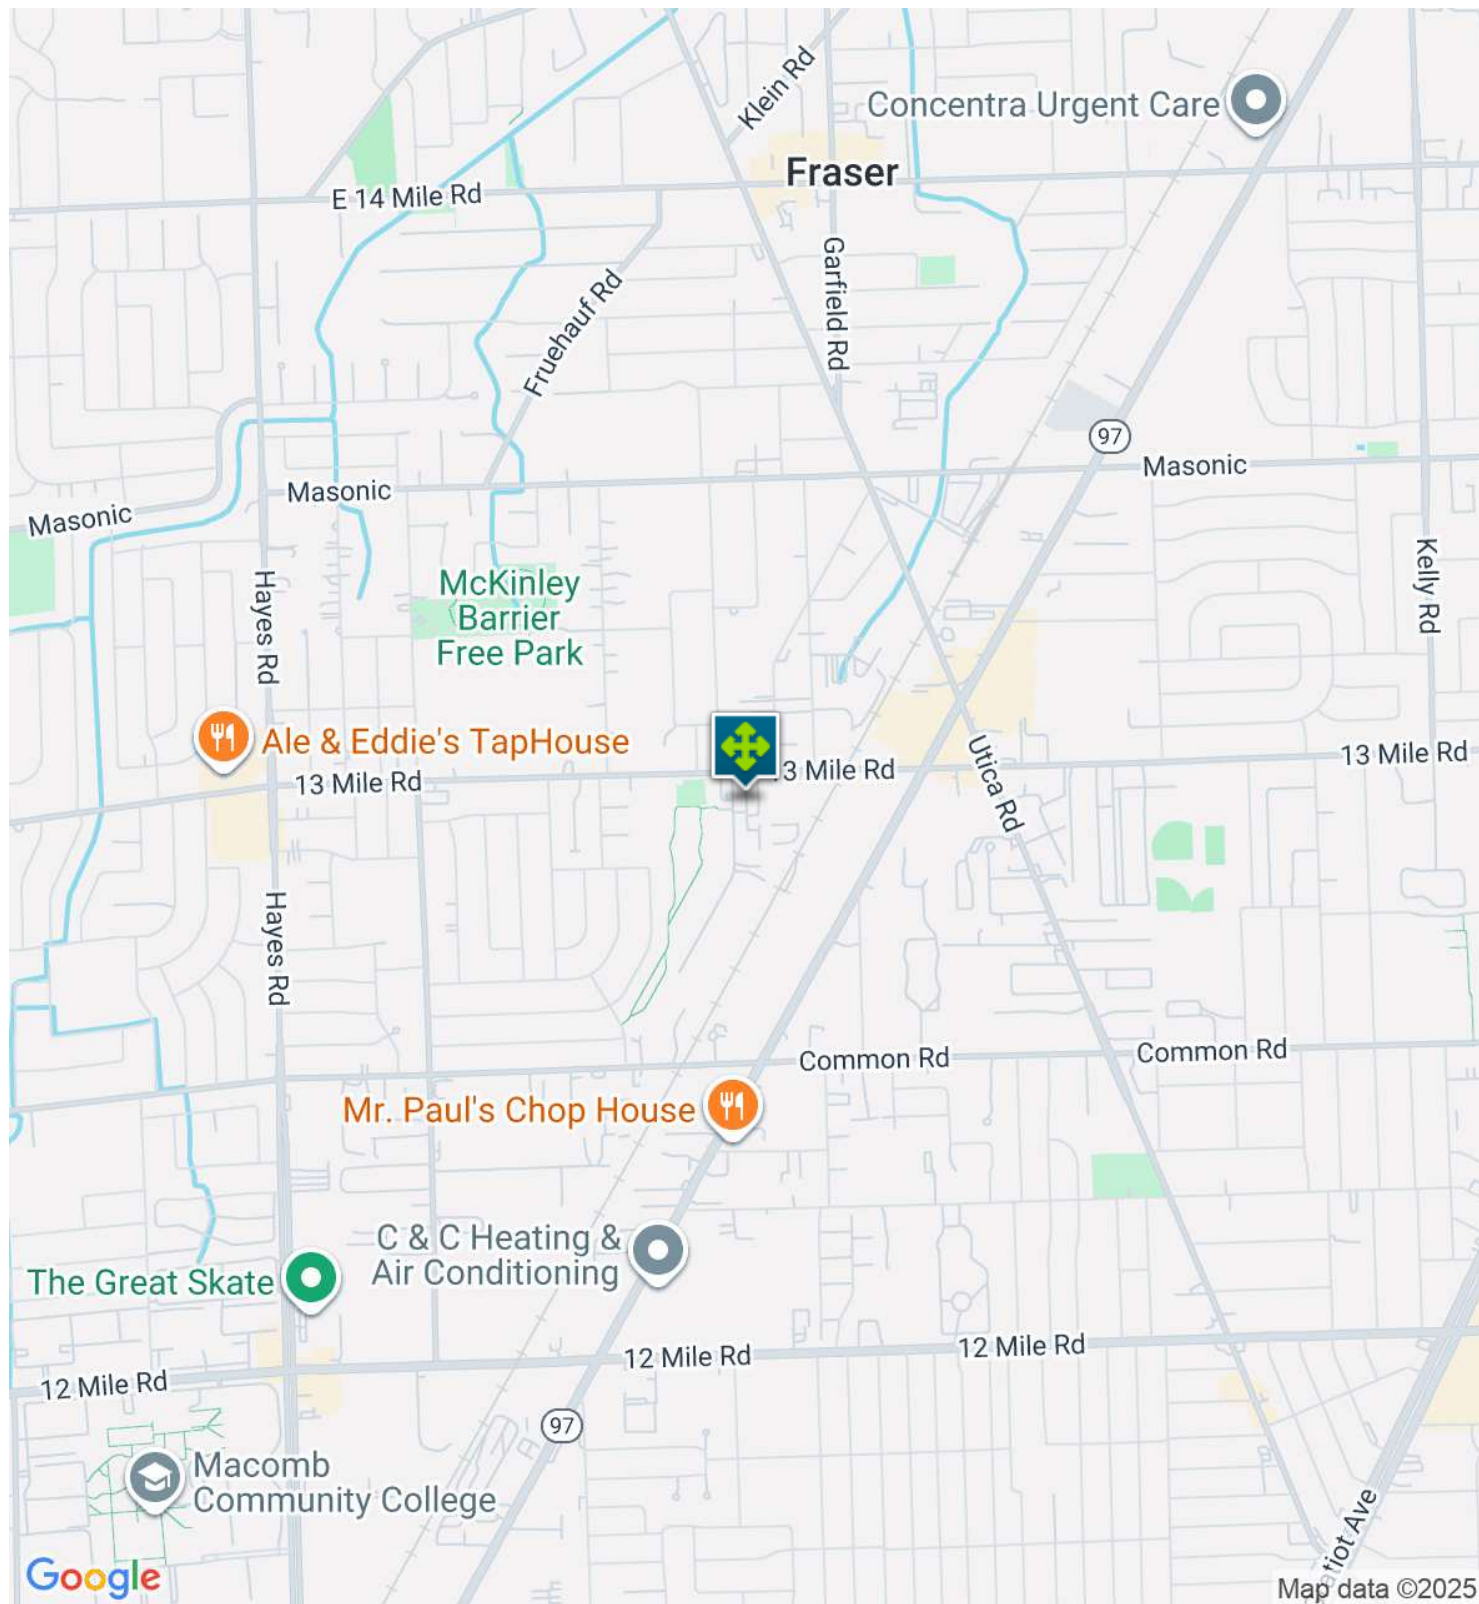 Klein Rd
Concentra Urgent Care
Fraser
E 14 Mile Rd
Garfield Rd
Fruehauf Rd
97
Masonic
Masonic
Masonic
Kelly Rd
Hayes Rd
McKinley
Barrier
Free Park
Ale & Eddie's TapHouse
13 Mile Rd
3 Mile Rd
Utica Rd
13 Mile Rd
Hayes Rd
Common Rd
Common Rd
Mr. Paul's Chop House
C & C Heating &
Air Conditioning
The Great Skate
12 Mile Rd
12 Mile Rd
12 Mile Rd
97
Macomb
Community College
atiot Ave
Google
Map data ©2025